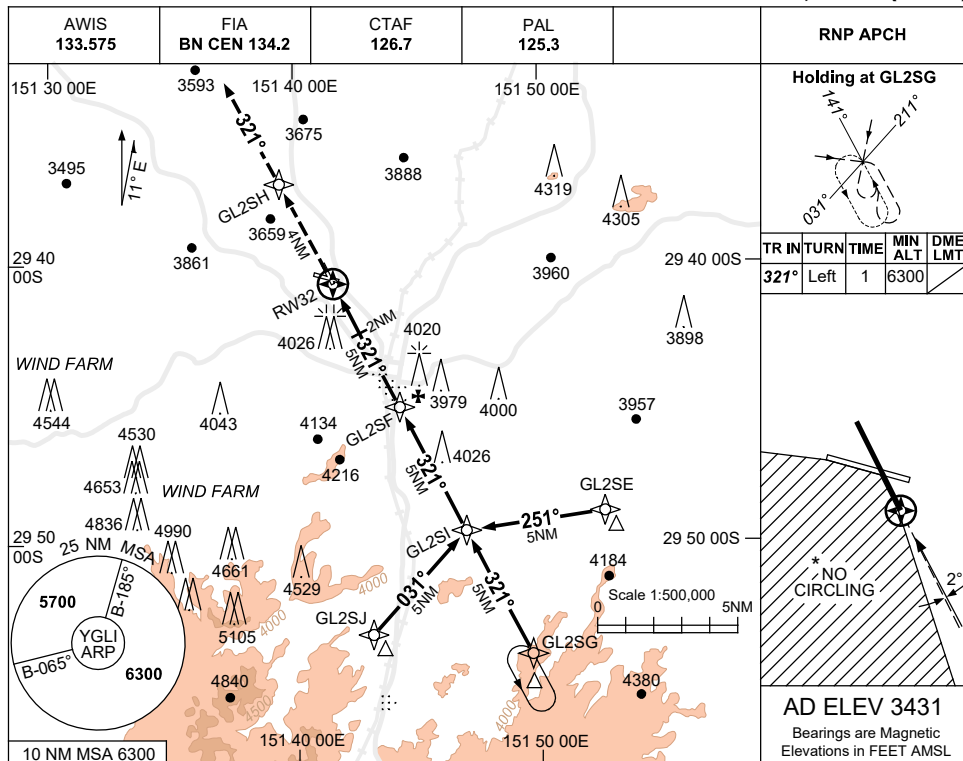 AWIS
133.575
FIA
BN CEN 134.2
CTAF
126.7
PAL
125.3
RNP APCH
151 30 00E
3593
151 40 00E
151 50 00E
321°
3675
3888
4319
4305
3495
11° E
GL2SH
4NM
3659
3861
29 40
00S
3960
29 40 00S
RW32
2NM
4026
321°
5NM
4020
3898
WIND FARM
4544
4043
GL2SF
3979
4000
3957
4134
4216
4026
4530
4653
WIND FARM
4836
321°
5NM
GL2SE
251°
5NM
GL2SI
29 50
00S
29 50 00S
4990
4661
4529
4000
5105
4000
4184
031°
5NM
321°
5NM
Scale 1:500,000
0
5NM
GL2SJ
GL2SG
25 NM MSA
5700
B-185°
YGLI
ARP
B-065°
6300
4840
4500
4000
4380
10 NM MSA 6300
151 40 00E
151 50 00E
Holding at GL2SG
141°
211°
031°
TR IN TURN TIME MIN ALT DME LMT
321° Left 1 6300
* NO
CIRCLING
2°
AD ELEV 3431
Bearings are Magnetic
Elevations in FEET AMSL